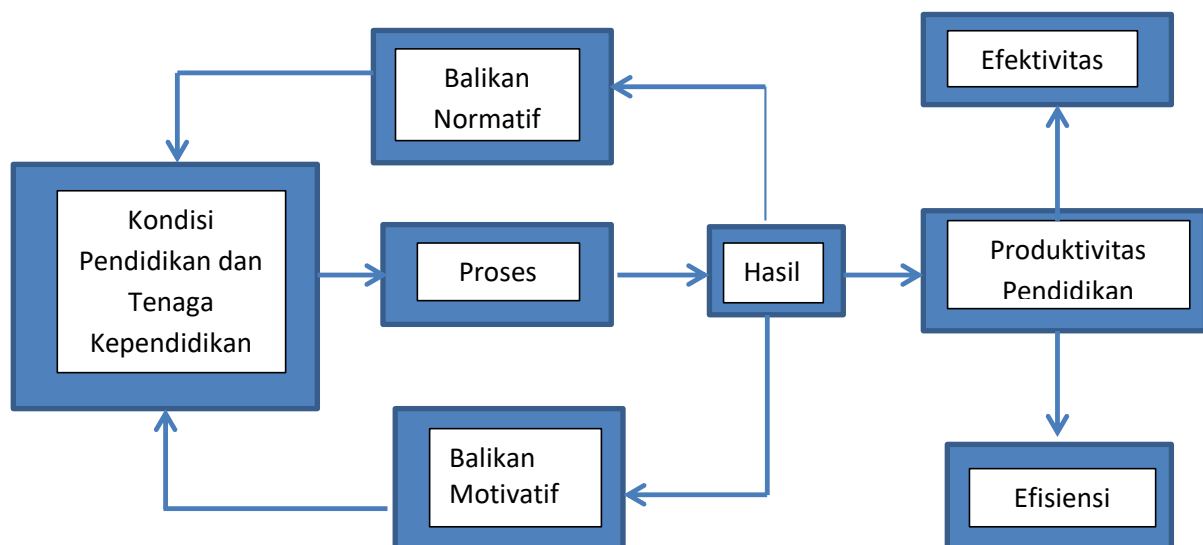 Balikan
Normatif
Efektivitas
Kondisi
Pendidikan dan
Tenaga
Kependidikan
Proses
Hasil
Produktivitas
Pendidikan
Balikan
Motivatif
Efisiensi